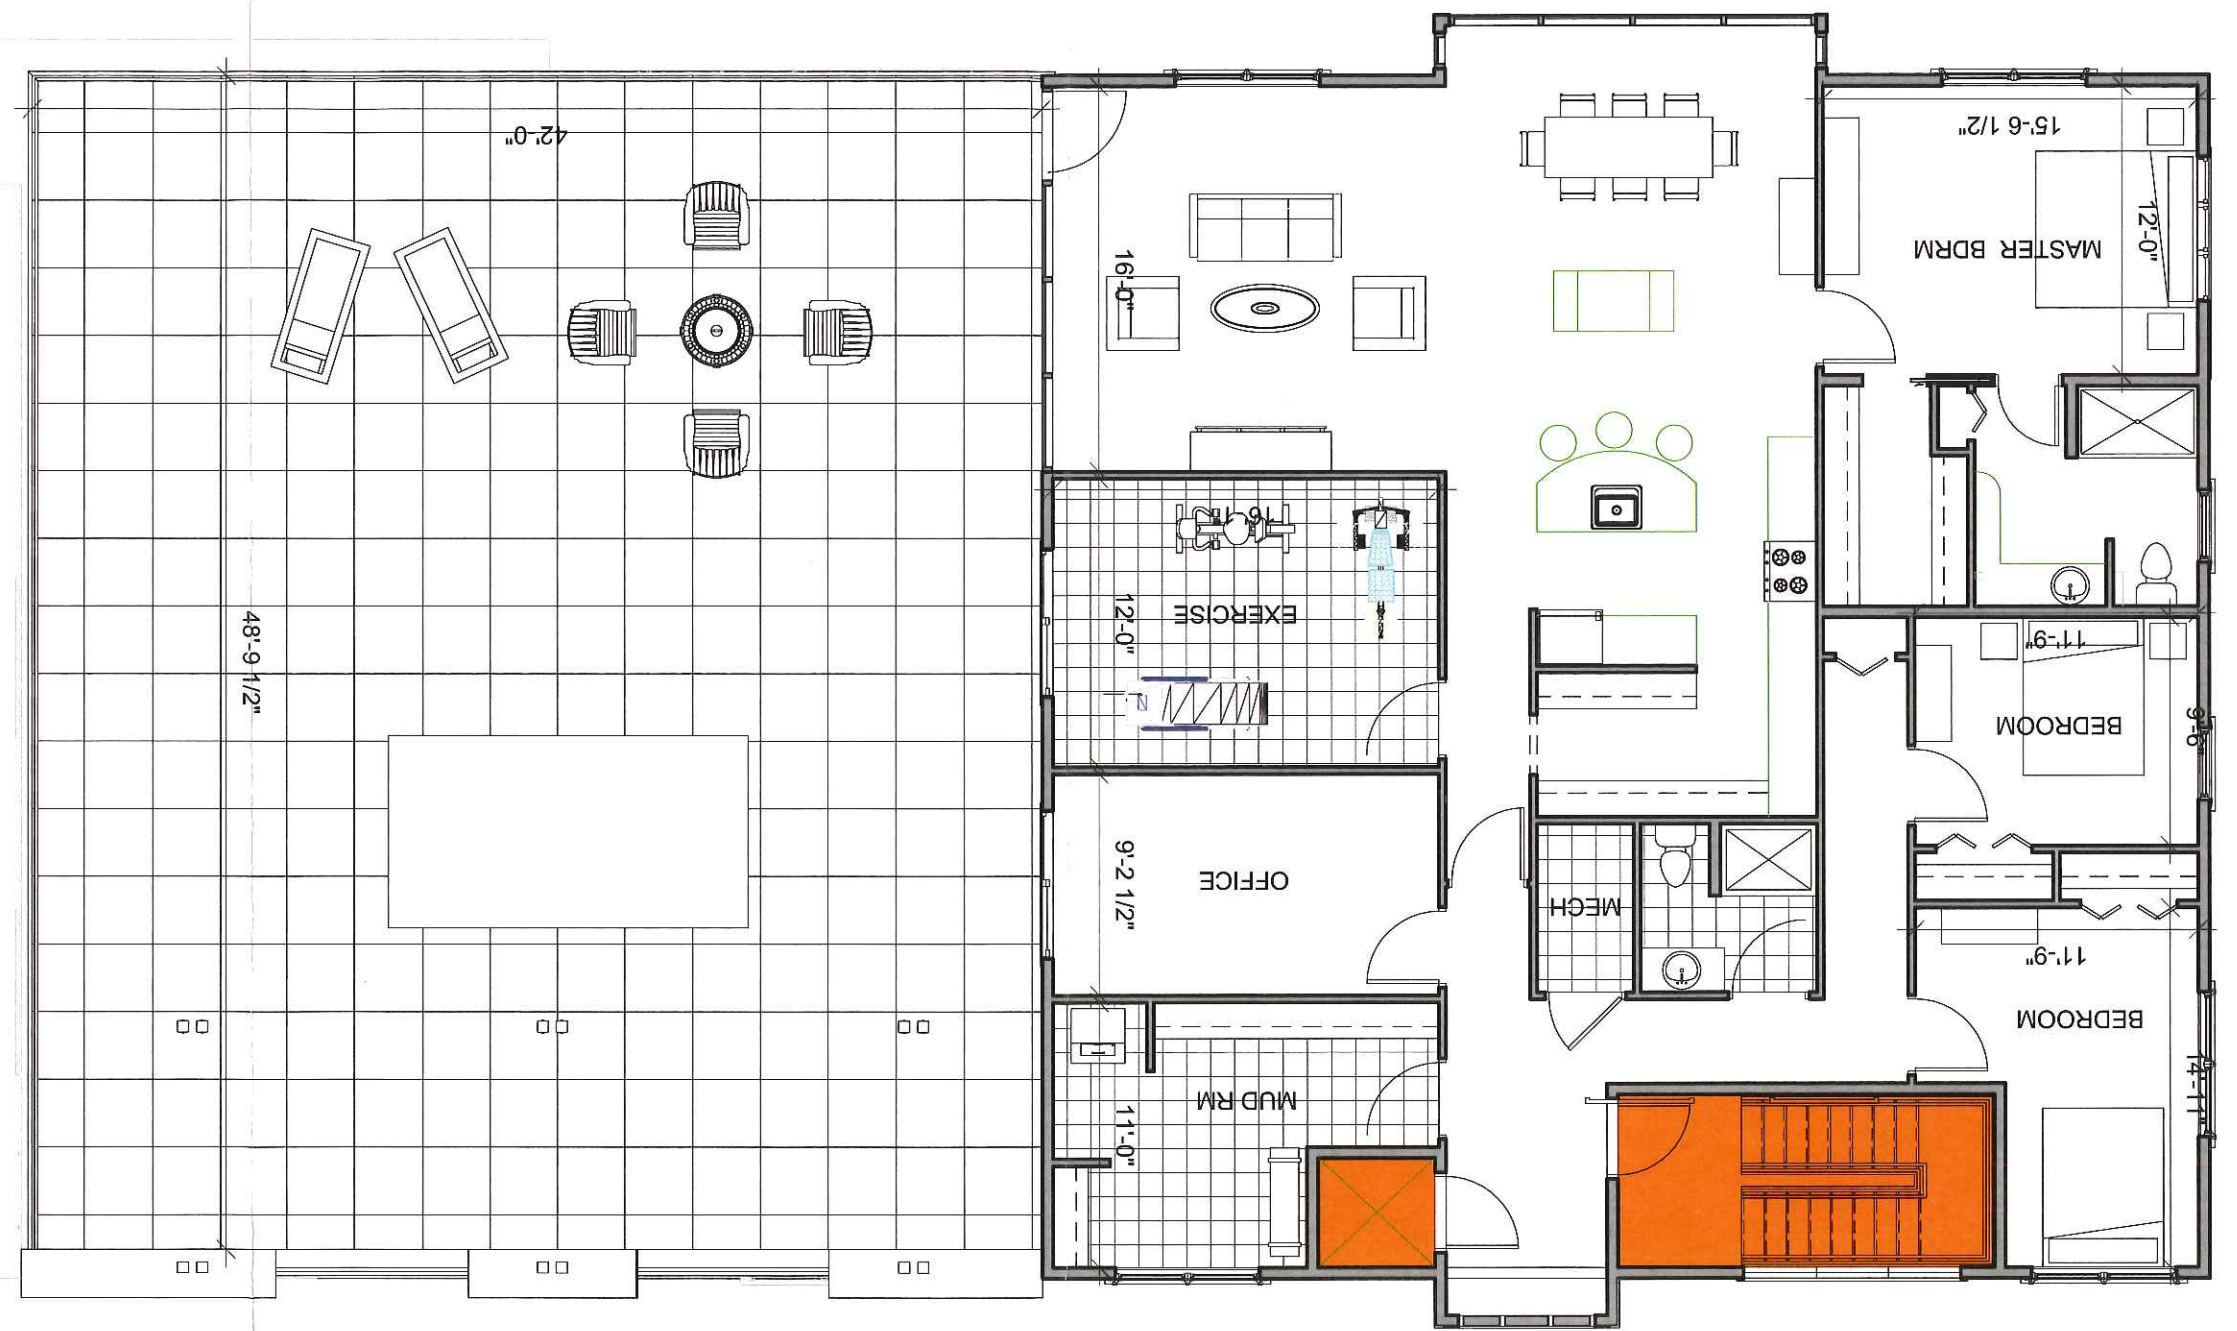 42'-0"
15'-6 1/2"
12'-0"
MASTER BDRM
16'-0"
12'-0"
EXERCISE
11'-9"
9'-6
BEDROOM
48'-9 1/2"
9'-2 1/2"
OFFICE
MECH
11'-9"
BEDROOM
14'-11
MUD RM
11'-0"